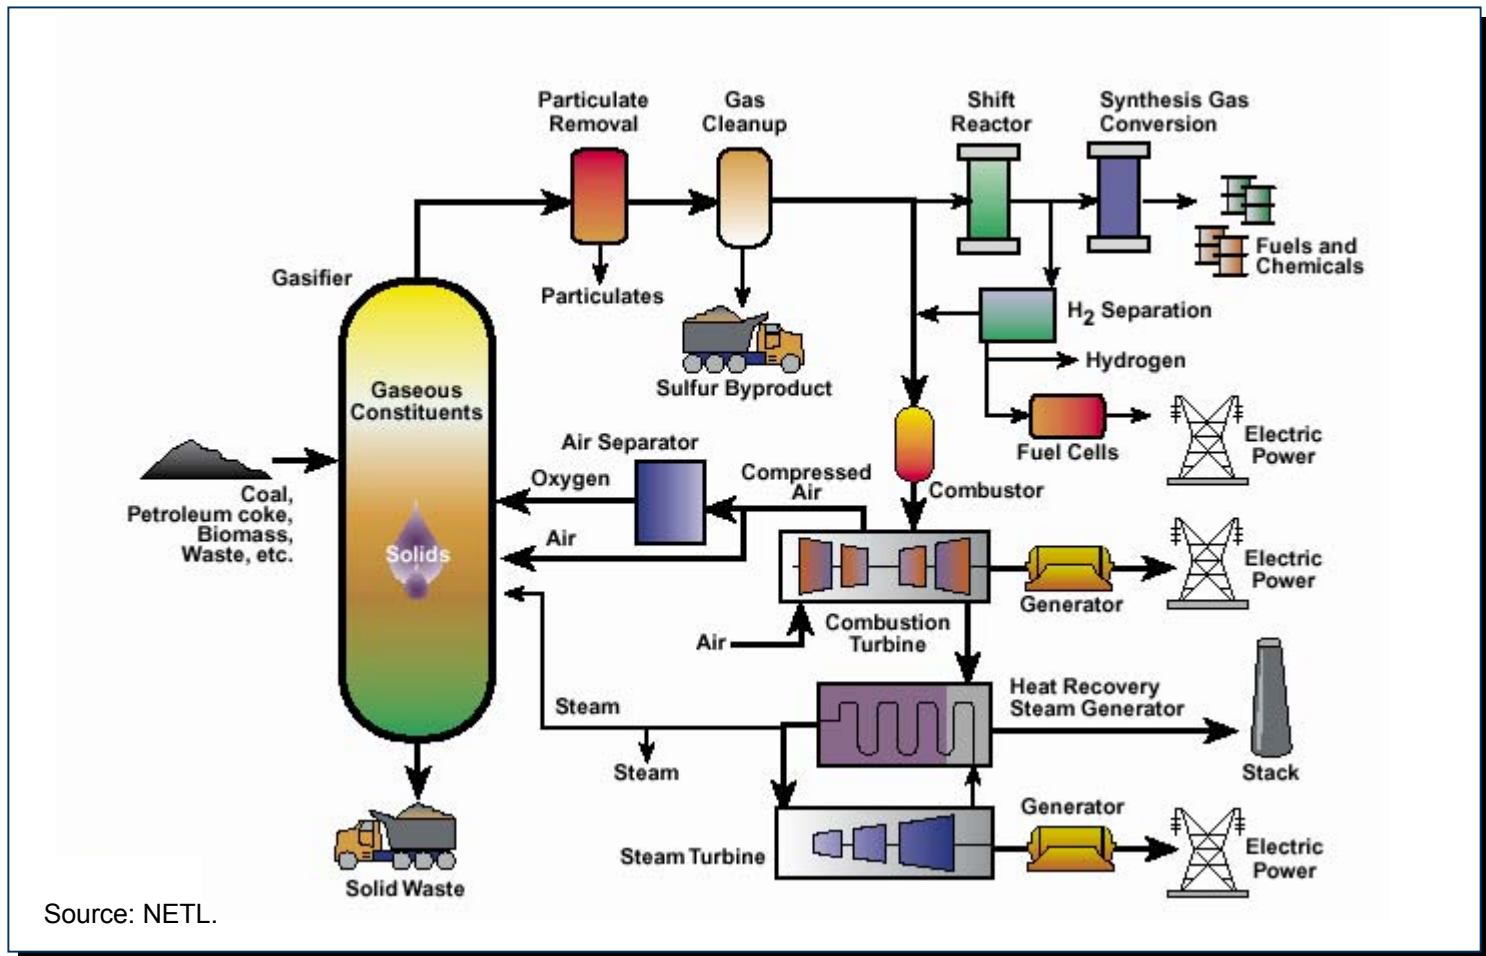 Particulate
Removal
Gas
Cleanup
Shift
Reactor
Synthesis Gas
Conversion
Gasifier
Particulates
Fuels and
Chemicals
H2 Separation
Hydrogen
Sulfur Byproduct
Gaseous
Constituents
Fuel Cells
Electric
Power
Air Separator
Oxygen
Compressed
Air
Combustor
Coal,
Petroleum coke,
Biomass,
Waste, etc.
Air
Solids
Generator
Electric
Power
Air
Combustion
Turbine
Steam
Heat Recovery
Steam Generator
Steam
Stack
Generator
Steam Turbine
Electric
Power
Solid Waste
Source: NETL.